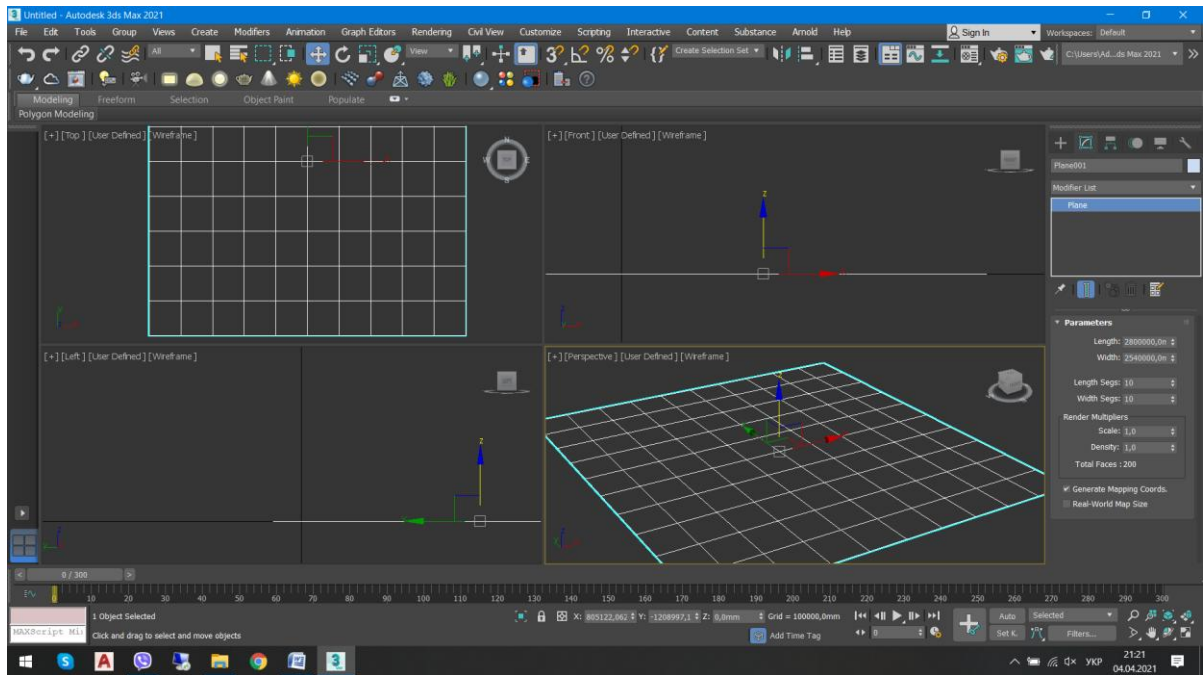 Untitled - Autodesk 3ds Max 2021
File Edit Tools Group Views Create Modifiers Animation Graph Editors Rendering Civil View Customize Scripting Interactive Content Substance Arnold Help Sign In Workspaces: Default
All View Create Selection Set C:\Users\Ad...ds Max 2021
Modeling Freeform Selection Object Paint Populate
Polygon Modeling
[+] [Top ] [User Defined ] [Wireframe ] [+] [Front ] [User Defined ] [Wireframe ]
Plane001
Modifier List
Plane
Parameters
Length: 2800000,0m
Width: 2540000,0m
[+] [Left ] [User Defined ] [Wireframe ] [+] [Perspective ] [User Defined ] [Wireframe ]
Length Segs: 10
Width Segs: 10
Render Multipliers
Scale: 1,0
Density: 1,0
Total Faces : 200
Generate Mapping Coords.
Real-World Map Size
0 / 300
10 20 30 40 50 60 70 80 90 100 110 120 130 140 150 160 170 180 190 200 210 220 230 240 250 260 270 280 290 300
1 Object Selected X: 805122,062 Y: -1208997,1 Z: 0,0mm Grid = 100000,0mm Auto Selected
MAXScript Mi: Click and drag to select and move objects Add Time Tag 0 Set K. Filters...
УКР 21:21
04.04.2021